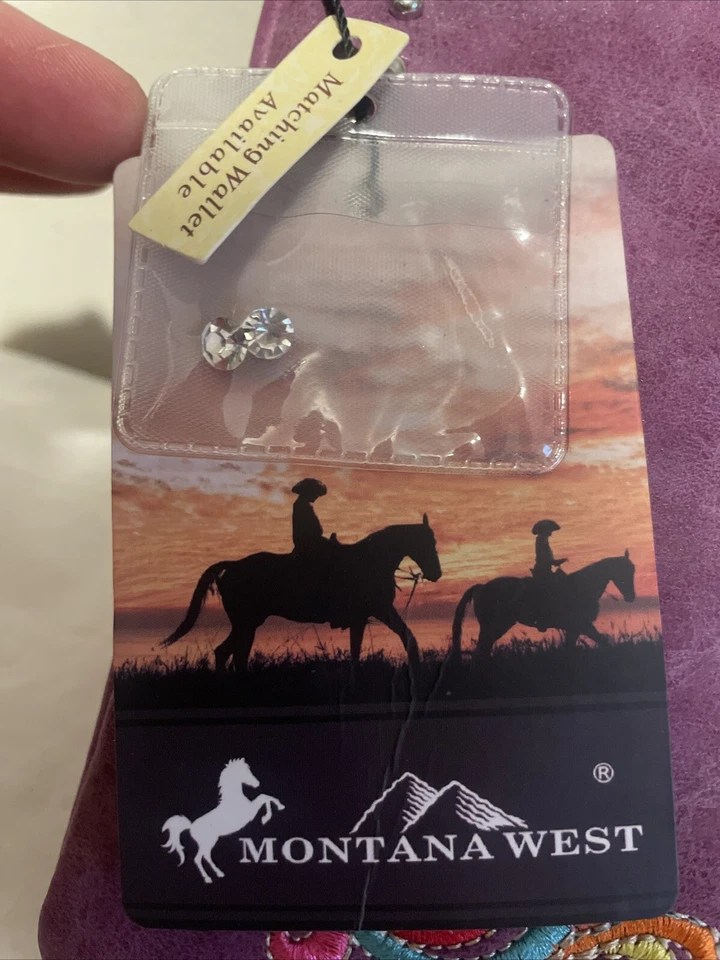 Matching Wallet
Available
®
MONTANA WEST